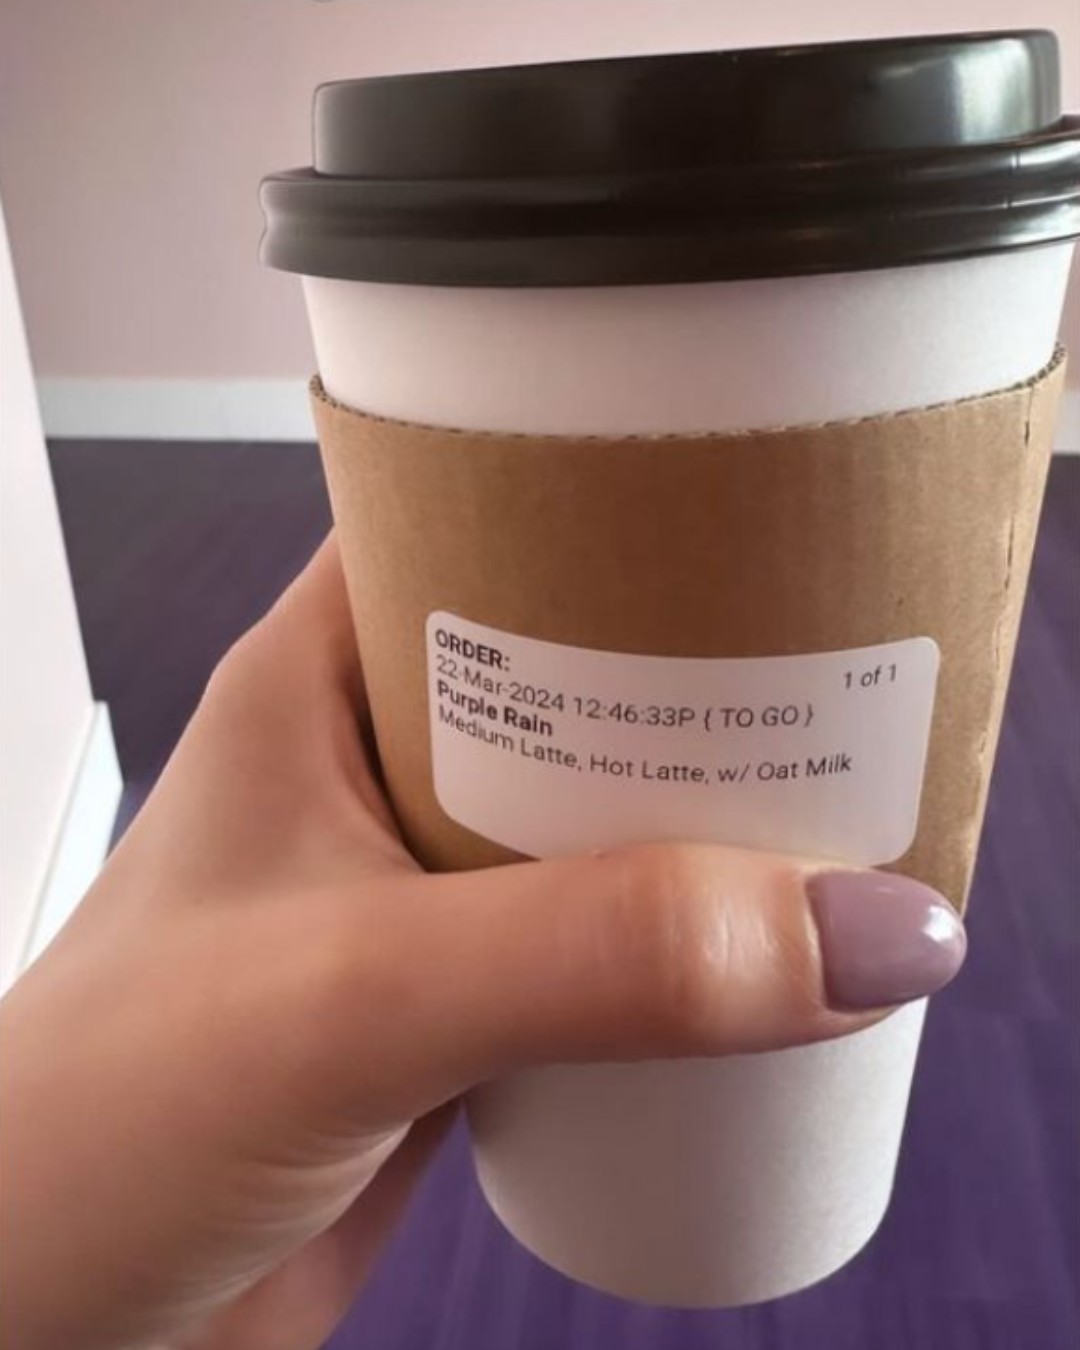 ORDER:
1 of 1
22-Mar-2024 12:46:33P { TO GO }
Purple Rain
Medium Latte, Hot Latte, w/ Oat Milk